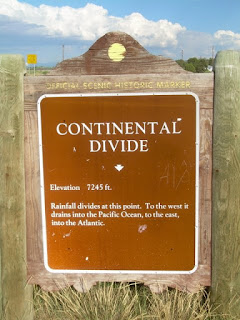 OFFICIAL SCENIC HISTORIC MARKER
CONTINENTAL
DIVIDE
Elevation 7245 ft.
Rainfall divides at this point. To the west it
drains into the Pacific Ocean, to the east,
into the Atlantic.